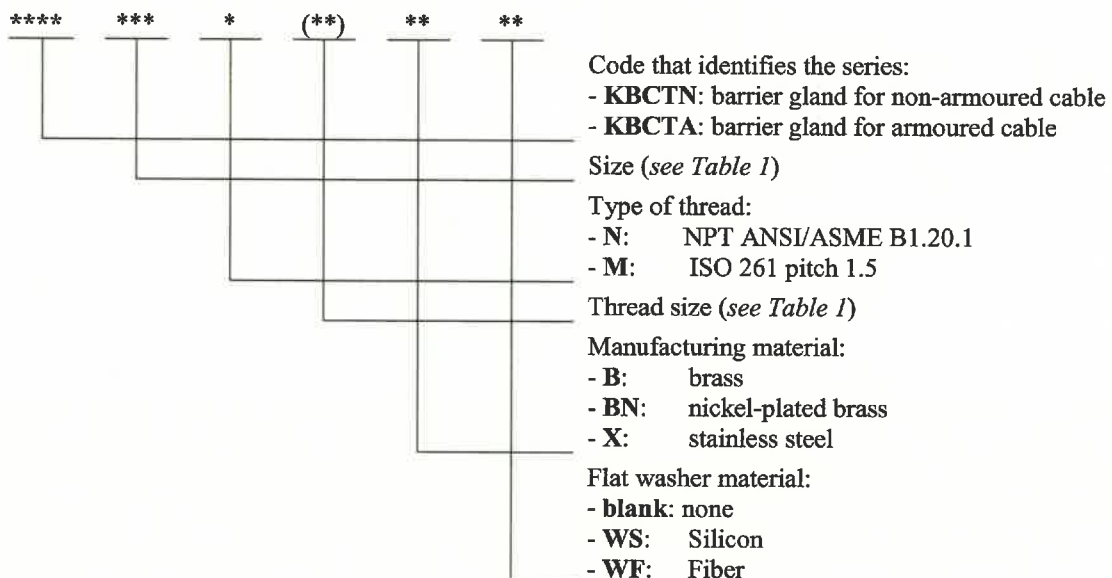 **** *** * (**) ** **
Code that identifies the series:
- KBCTN: barrier gland for non-armoured cable
- KBCTA: barrier gland for armoured cable
Size (see Table 1)
Type of thread:
- N: NPT ANSI/ASME B1.20.1
- M: ISO 261 pitch 1.5
Thread size (see Table 1)
Manufacturing material:
- B: brass
- BN: nickel-plated brass
- X: stainless steel
Flat washer material:
- blank: none
- WS: Silicon
- WF: Fiber